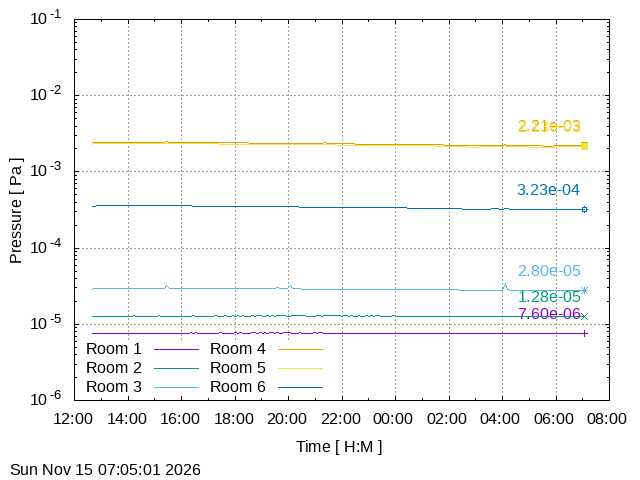 10^-1
10^-2
10^-3
10^-4
10^-5
10^-6
Pressure [ Pa ]
2.21e-03
3.23e-04
2.80e-05
1.28e-05
7.60e-06
Room 1 Room 4
Room 2 Room 5
Room 3 Room 6
12:00 14:00 16:00 18:00 20:00 22:00 00:00 02:00 04:00 06:00 08:00
Time [ H:M ]
Sun Nov 15 07:05:01 2026